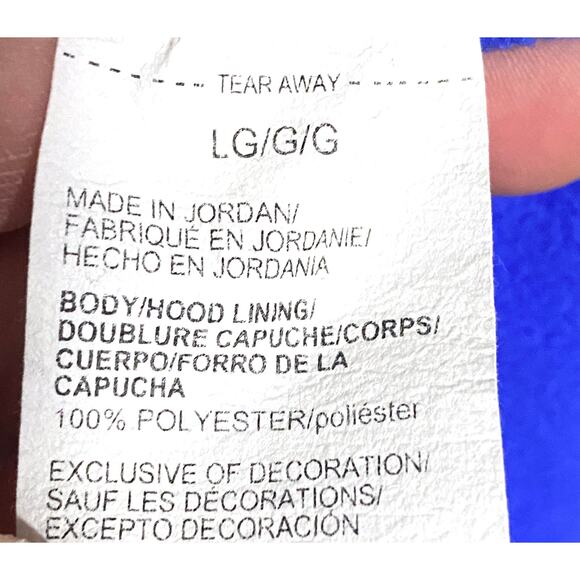 TEAR AWAY
LG/G/G
MADE IN JORDAN/
FABRIQUÉ EN JORDANIE/
HECHO EN JORDANIA
BODY/HOOD LINING/
DOUBLURE CAPUCHE/CORPS/
CUERPO/FORRO DE LA
CAPUCHA
100% POLYESTER/poliéster
EXCLUSIVE OF DECORATION/
SAUF LES DÉCORATIONS/
EXCEPTO DECORACIÓN